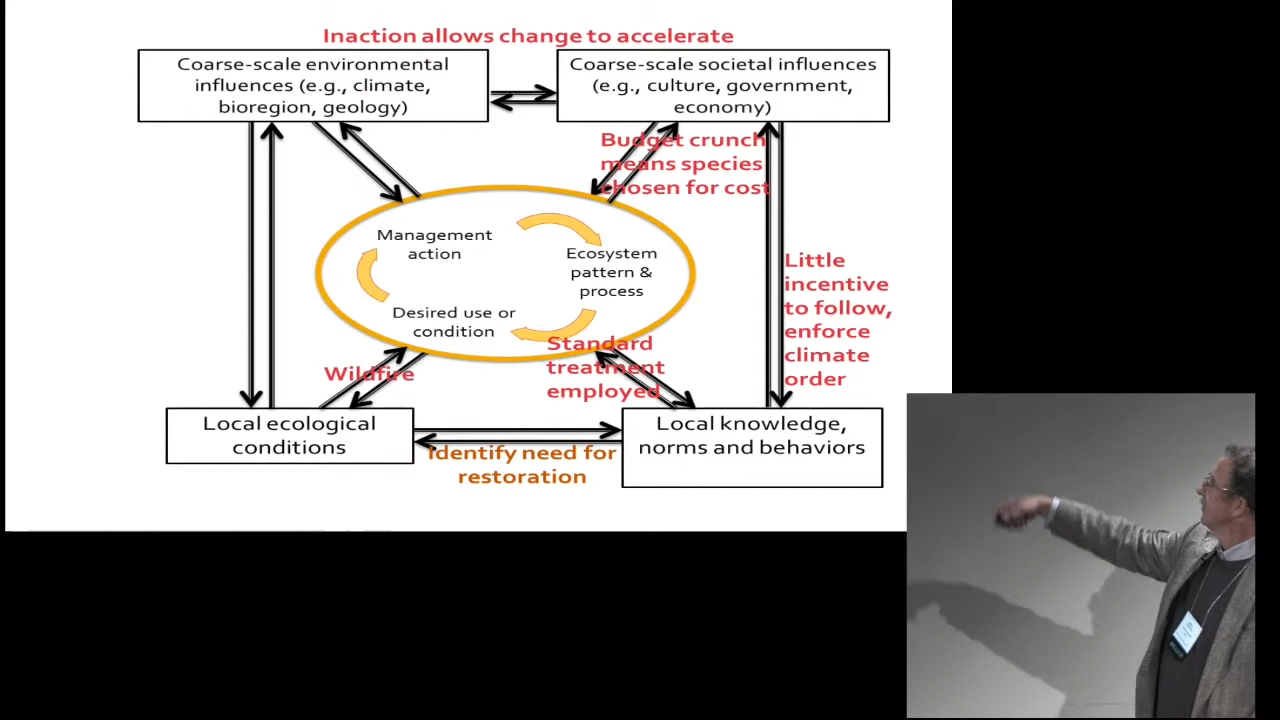 Inaction allows change to accelerate
Coarse-scale environmental
influences (e.g., climate,
bioregion, geology)
Coarse-scale societal influences
(e.g., culture, government,
economy)
Budget crunch
means species
chosen for cost
Management
action
Ecosystem
pattern &
process
Desired use or
condition
Little
incentive
to follow,
enforce
climate
order
Standard
treatment
employed
Wildfire
Local ecological
conditions
Local knowledge,
norms and behaviors
Identify need for
restoration